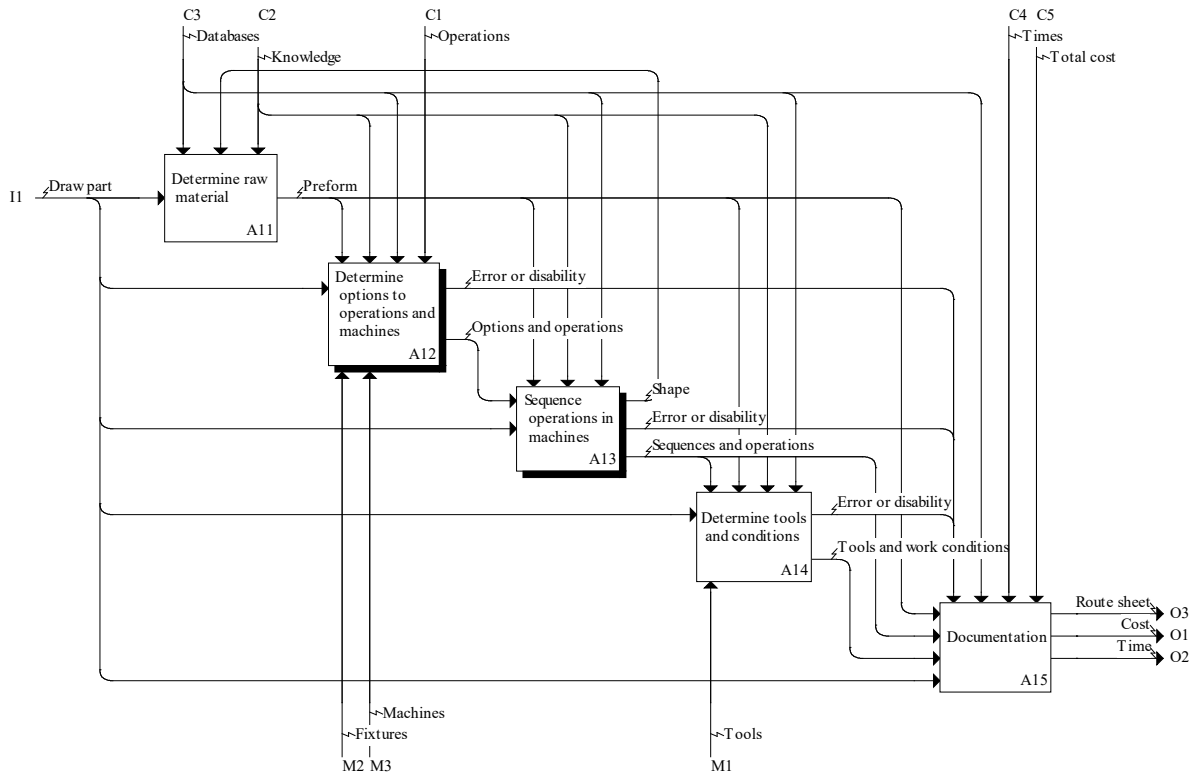 C3
C2
C1
C4
C5
Databases
Operations
Times
Knowledge
Total cost
Determine raw
material
A11
I1
Draw part
Preform
Determine
options to
operations and
machines
A12
Error or disability
Options and operations
Sequence
operations in
machines
A13
Shape
Error or disability
Sequences and operations
Determine tools
and conditions
A14
Error or disability
Tools and work conditions
Documentation
A15
Route sheet
O3
Cost
O1
Time
O2
Machines
Fixtures
Tools
M2
M3
M1